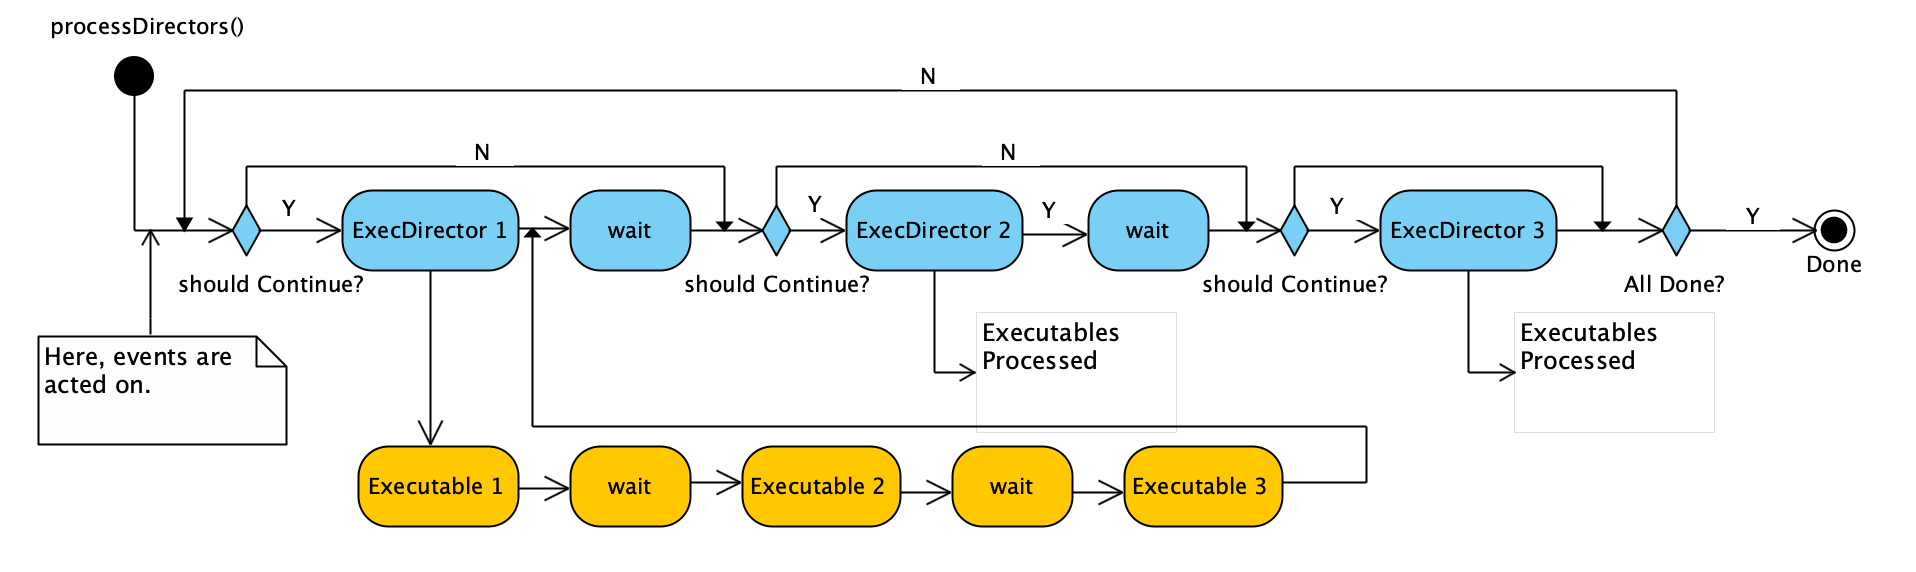 processDirectors()
N
N
N
Y
ExecDirector 1
wait
Y
ExecDirector 2
Y
wait
Y
ExecDirector 3
Y
should Continue?
should Continue?
should Continue?
All Done?
Done
Here, events are
acted on.
Executables
Processed
Executables
Processed
Executable 1
wait
Executable 2
wait
Executable 3